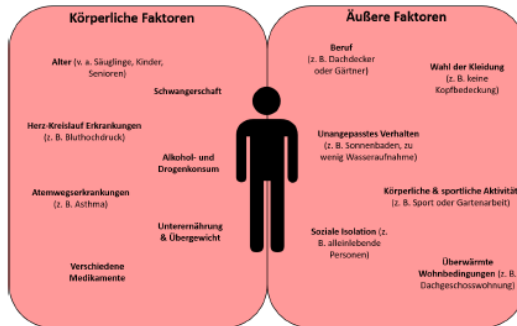 Körperliche Faktoren
Alter (v. a. Säuglinge, Kinder,
Senioren)
Schwangerschaft
Herz-Kreislauf Erkrankungen
(z. B. Bluthochdruck)
Alkohol- und
Drogenkonsum
Atemwegserkrankungen
(z. B. Asthma)
Unterernährung
& Übergewicht
Verschiedene
Medikamente
Äußere Faktoren
Beruf
(z. B. Dachdecker
oder Gärtner)
Wahl der Kleidung
(z. B. keine
Kopfbedeckung)
Unangepasstes Verhalten
(z. B. Sonnenbaden, zu
wenig Wasseraufnahme)
Körperliche & sportliche Aktivität
(z. B. Sport oder Gartenarbeit)
Soziale Isolation (z.
B. alleinlebende
Personen)
Überwärmte
Wohnbedingungen (z. B.
Dachgeschosswohnung)